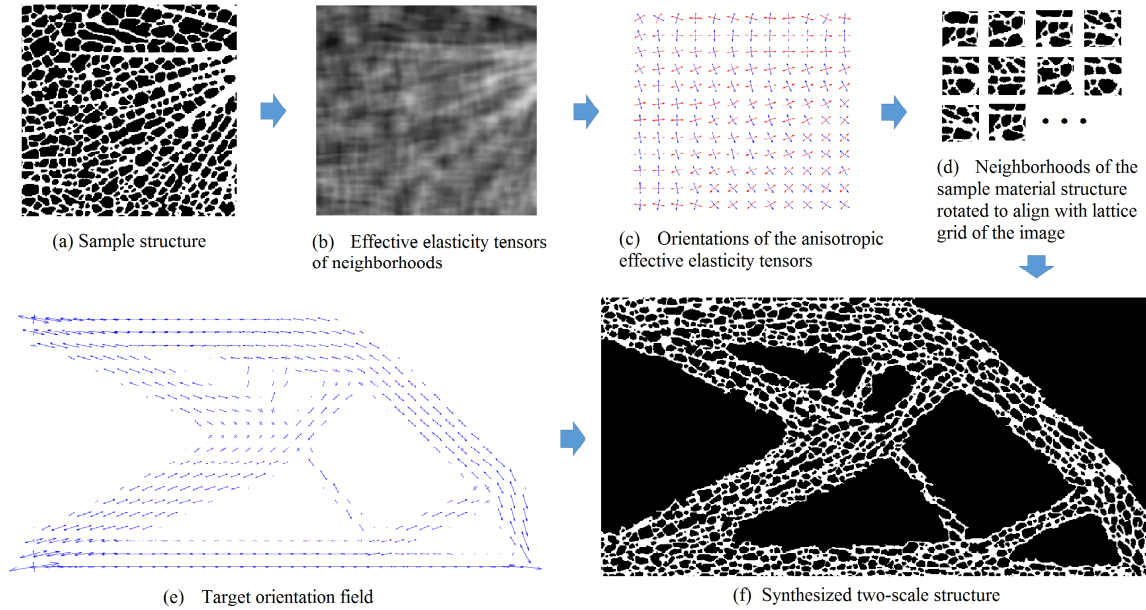 (a) Sample structure
(b) Effective elasticity tensors
of neighborhoods
(c) Orientations of the anisotropic
effective elasticity tensors
(d) Neighborhoods of the
sample material structure
rotated to align with lattice
grid of the image
(e) Target orientation field
(f) Synthesized two-scale structure